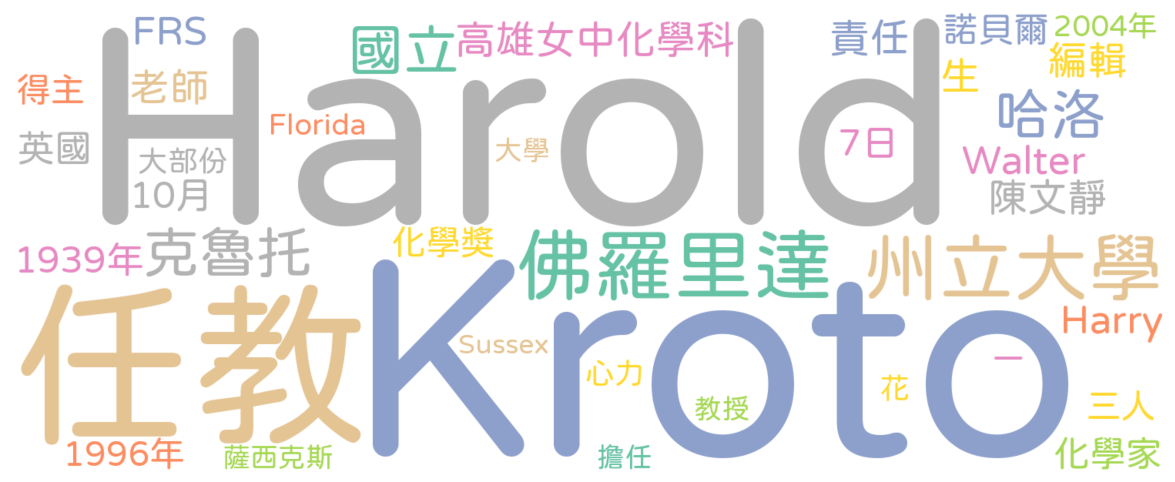 FRS
國立
高雄女中化學科
責任
諾貝爾
2004年
得主
老師
Harold
生
編輯
Florida
哈洛
英國
大部份
大學
7日
Walter
10月
陳文靜
1939年
克魯托
化學獎
佛羅里達
州立大學
任教
Kroto
Harry
Sussex
一
心力
花
教授
三人
1996年
薩西克斯
擔任
化學家